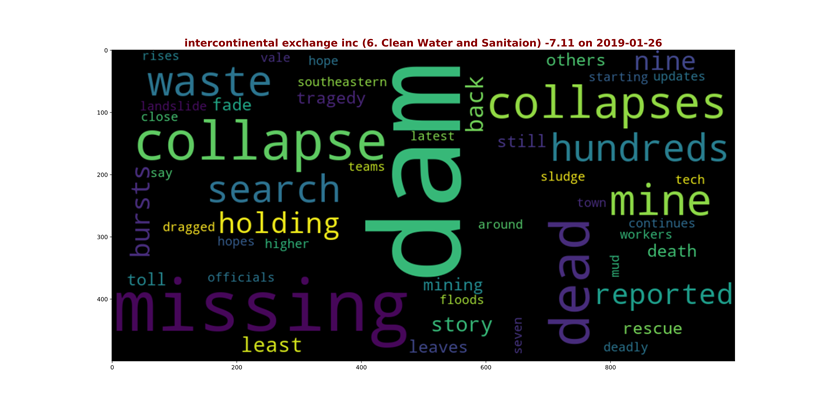 intercontinental exchange inc (6. Clean Water and Sanitaion) -7.11 on 2019-01-26
0
100
200
300
400
0
200
400
600
800
rises
vale
hope
others
nine
waste
southeastern
back
starting
updates
landslide
fade
tragedy
close
collapses
collapse
dam
latest
still
hundreds
teams
say
search
sludge
tech
bursts
mine
town
dragged
holding
around
continues
workers
hopes
higher
dead
death
mud
toll
officials
mining
missing
floods
reported
story
seven
rescue
least
leaves
deadly